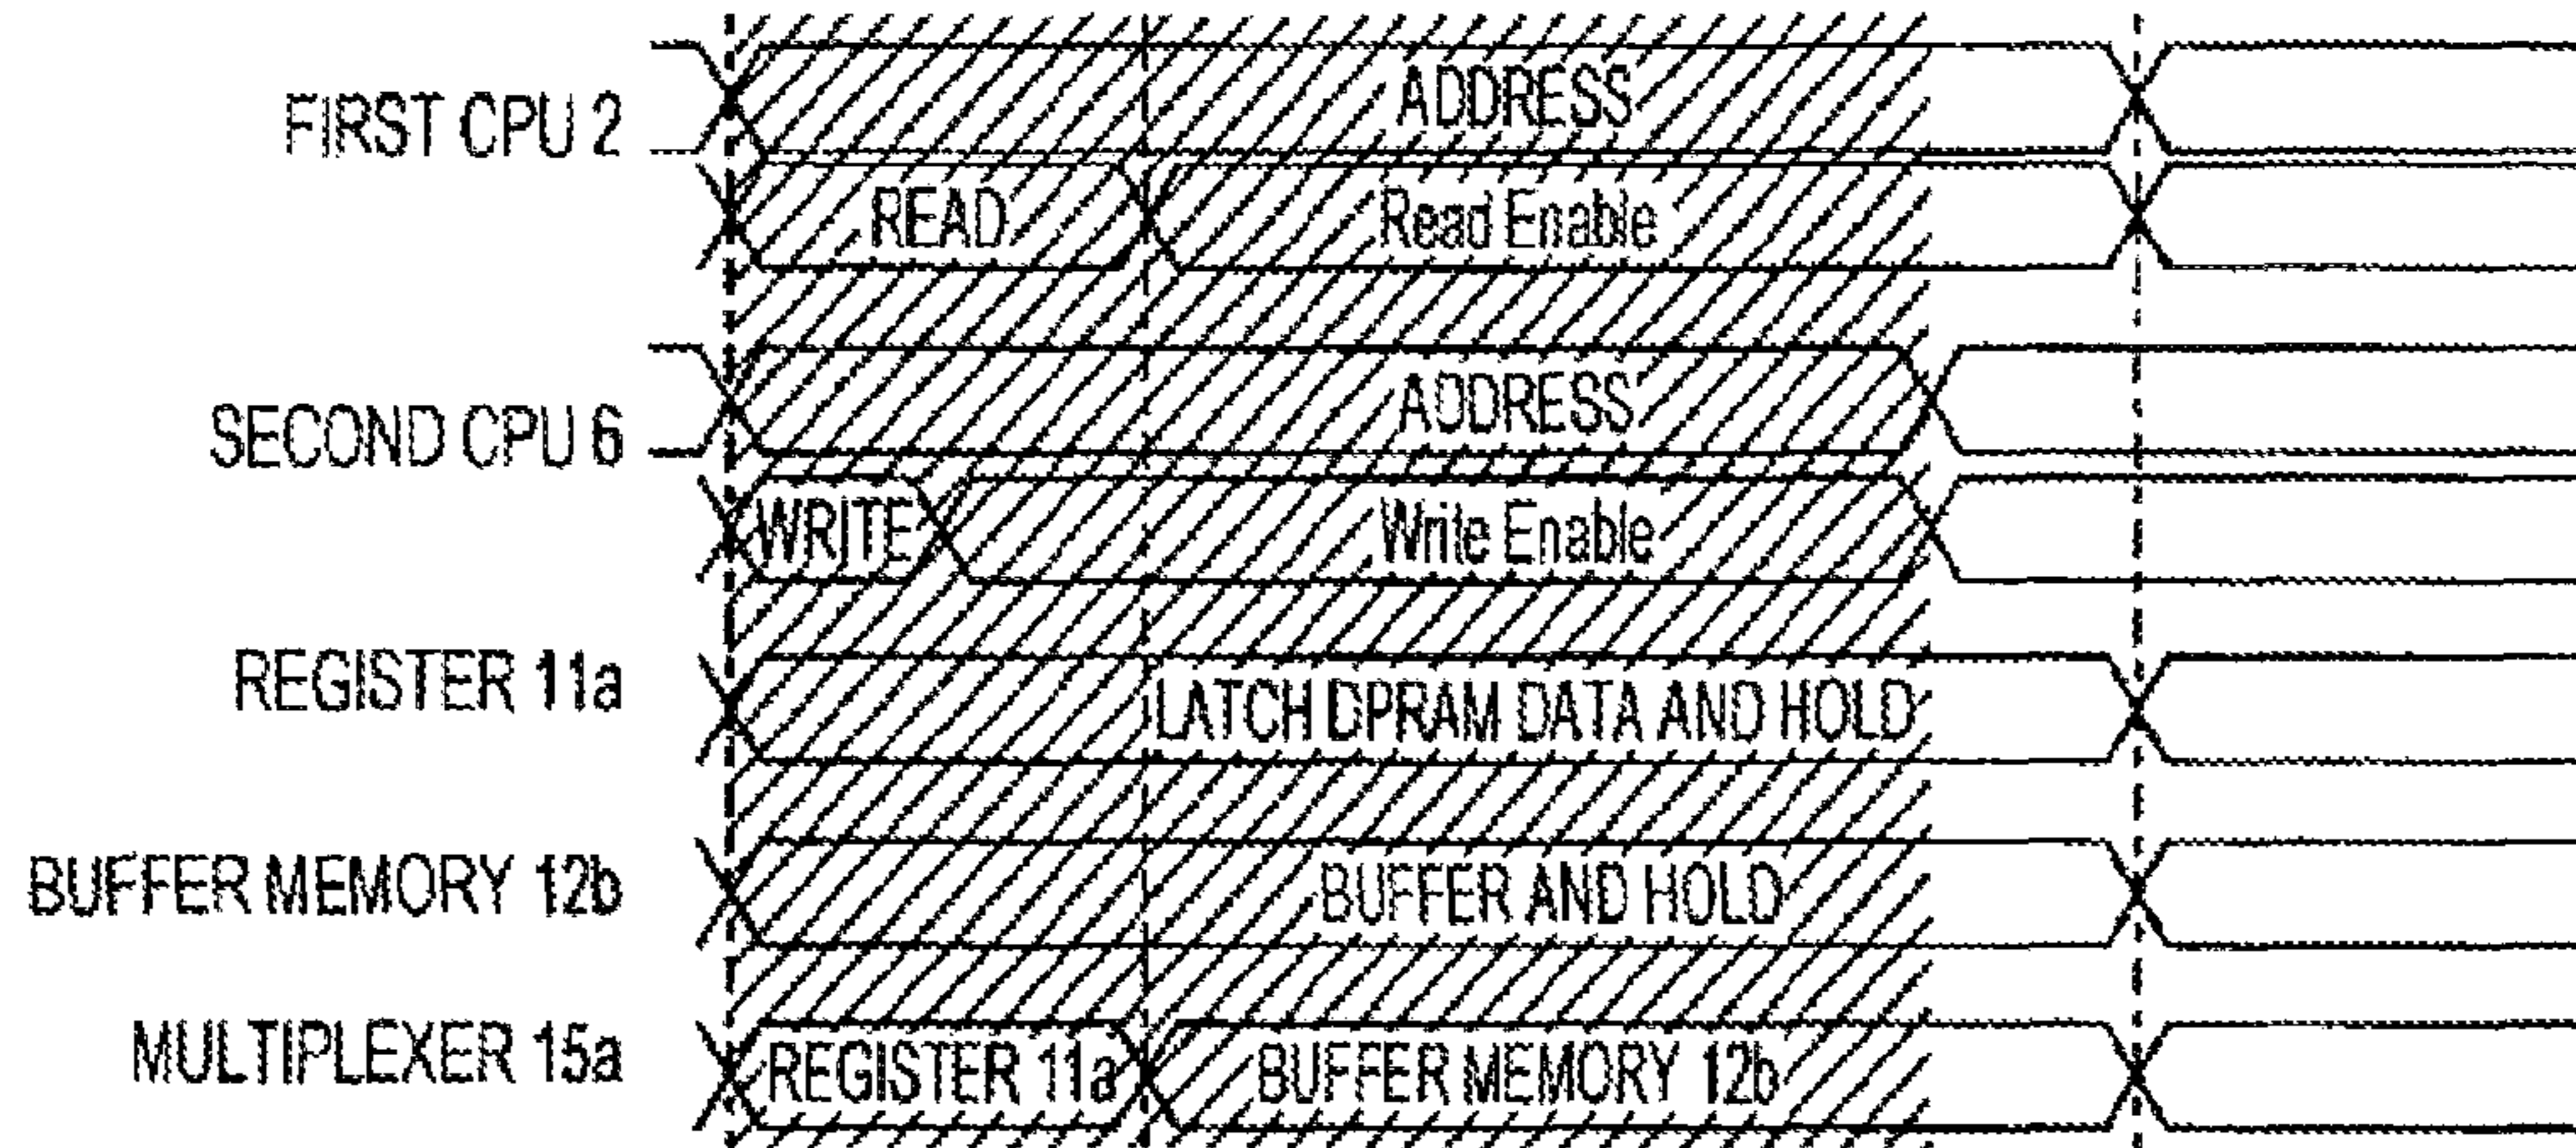 ADDRESS
FIRST CPU 2
READ Read Enable
ADDRESS
SECOND CPU 6
WRITE Write Enable
REGISTER 11a LATCH DPRAM DATA AND HOLD
BUFFER MEMORY 12b BUFFER AND HOLD
MULTIPLEXER 15a REGISTER 11a BUFFER MEMORY 12b